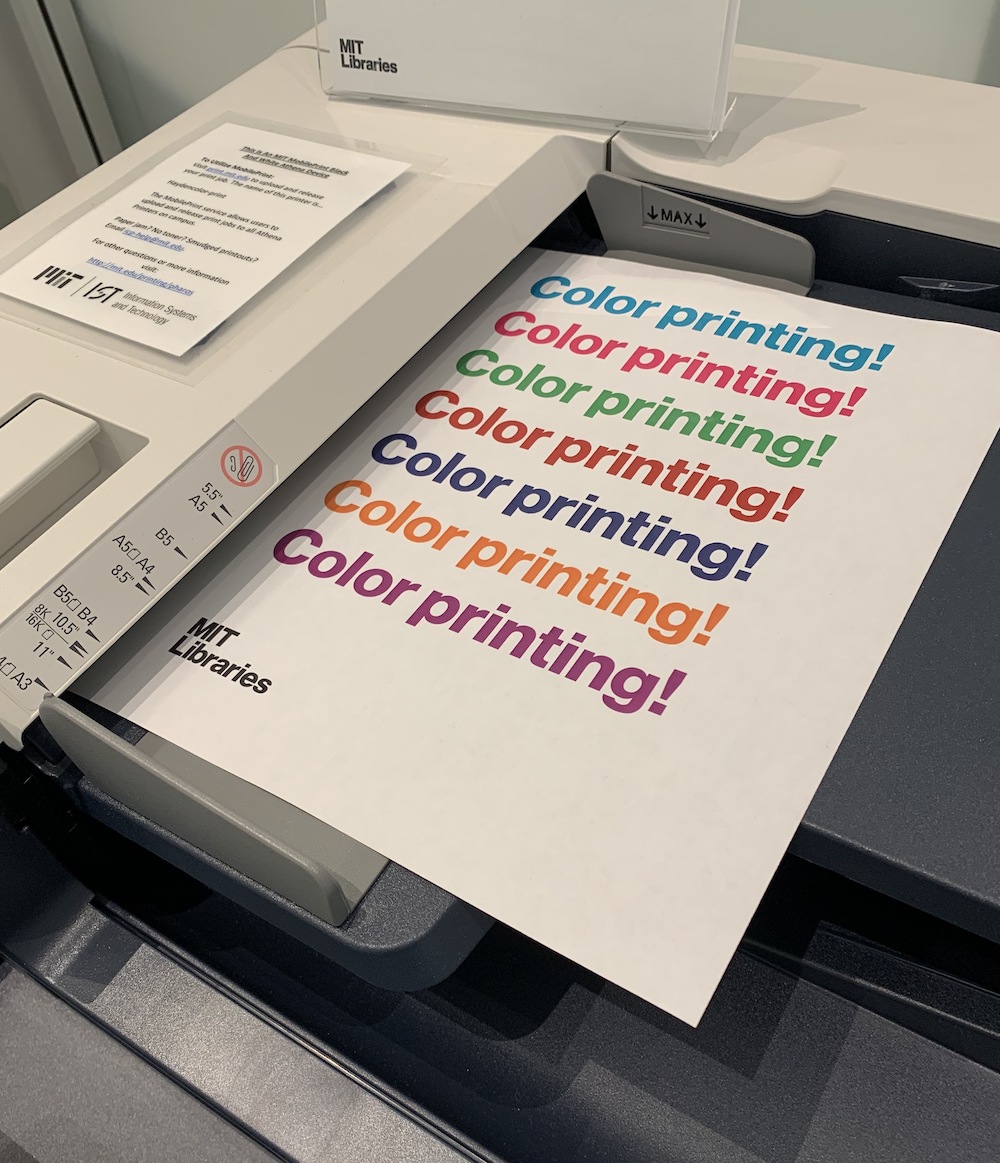 MIT
Libraries
This Is An MIT MobilePrint Black
And White Athena Device
To Utilize MobilePrint:
Visit print.mit.edu to upload and release
your print job. The name of this printer is...
Haydencolor-print
The MobilePrint service allows users to
upload and release print jobs to all Athena
Printers on campus.
Paper jam? No toner? Smudged printouts?
Email
For other questions or more information
visit:
http://mit.edu/printing/pharos
MIT IST Information Systems
and Technology
↓MAX↓
Color printing!
Color printing!
Color printing!
Color printing!
Color printing!
Color printing!
Color printing!
MIT
Libraries
5.5"
A5
B5
A5▯A4
8.5"
B5▯B4
8K 10.5"
16K▯
11"
A4▯A3